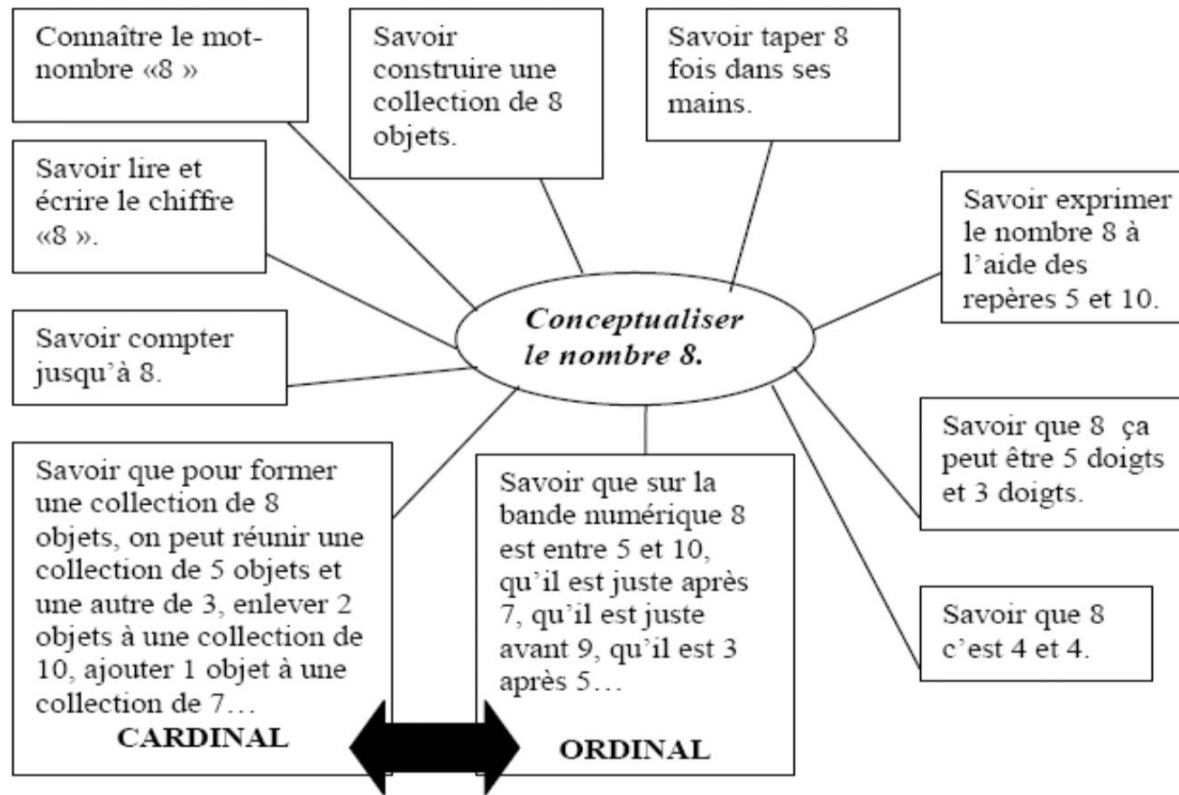 Connaître le mot-
nombre «8 »
Savoir
construire une
collection de 8
objets.
Savoir taper 8
fois dans ses
mains.
Savoir lire et
écrire le chiffre
«8 ».
Savoir exprimer
le nombre 8 à
l’aide des
repères 5 et 10.
Conceptualiser
le nombre 8.
Savoir compter
jusqu’à 8.
Savoir que 8 ça
peut être 5 doigts
et 3 doigts.
Savoir que pour former
une collection de 8
objets, on peut réunir une
collection de 5 objets et
une autre de 3, enlever 2
objets à une collection de
10, ajouter 1 objet à une
collection de 7…
CARDINAL
Savoir que sur la
bande numérique 8
est entre 5 et 10,
qu’il est juste après
7, qu’il est juste
avant 9, qu’il est 3
après 5…
ORDINAL
Savoir que 8
c’est 4 et 4.